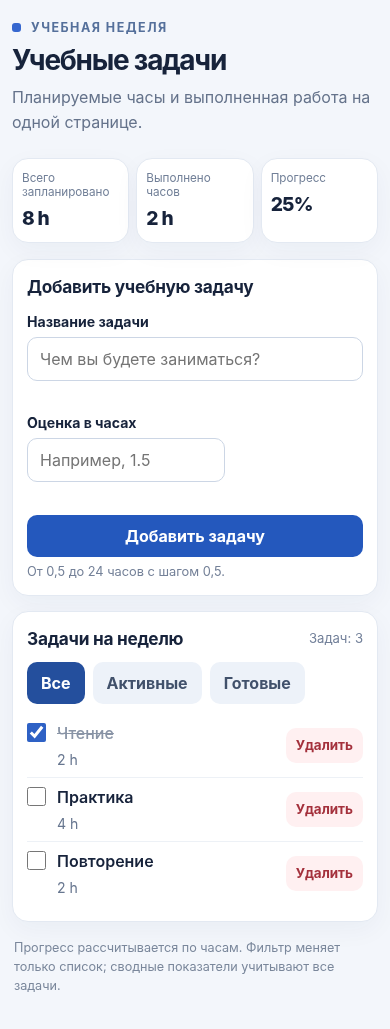 УЧЕБНАЯ НЕДЕЛЯ
Учебные задачи
Планируемые часы и выполненная работа на
одной странице.
Всего
запланировано
8 h
Выполнено
часов
2 h
Прогресс
25%
Добавить учебную задачу
Название задачи
Чем вы будете заниматься?
Оценка в часах
Например, 1.5
Добавить задачу
От 0,5 до 24 часов с шагом 0,5.
Задачи на неделю
Задач: 3
Все
Активные
Готовые
Чтение
2 h
Удалить
Практика
4 h
Удалить
Повторение
2 h
Удалить
Прогресс рассчитывается по часам. Фильтр меняет
только список; сводные показатели учитывают все
задачи.